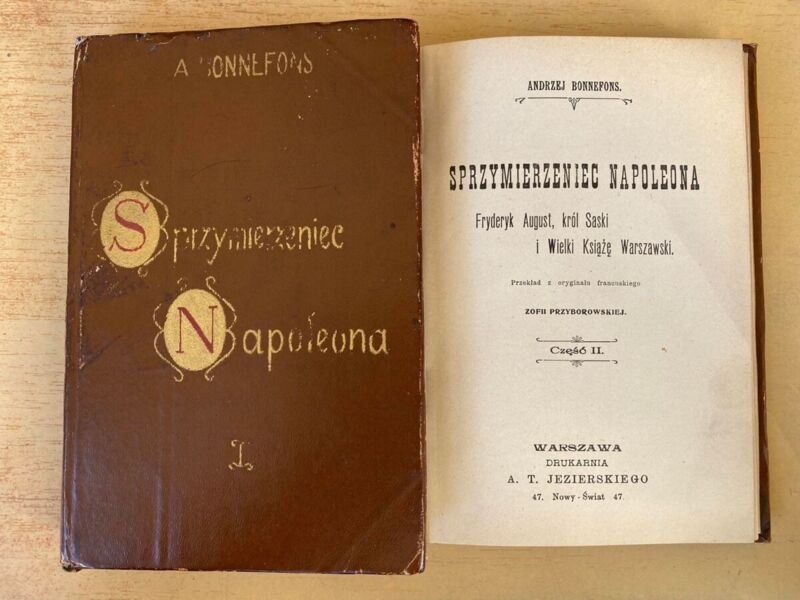 A BONNEFONS
Sprzymierzeniec
Napoleona
I.
ANDRZEJ BONNEFONS.
SPRZYMIERZENIEC NAPOLEONA
Fryderyk August, król Saski
i Wielki Książę Warszawski.
Przekład z oryginału francuskiego
ZOFII PRZYBOROWSKIEJ.
Część II.
WARSZAWA
DRUKARNIA
A. T. JEZIERSKIEGO
47. Nowy-Świat 47.